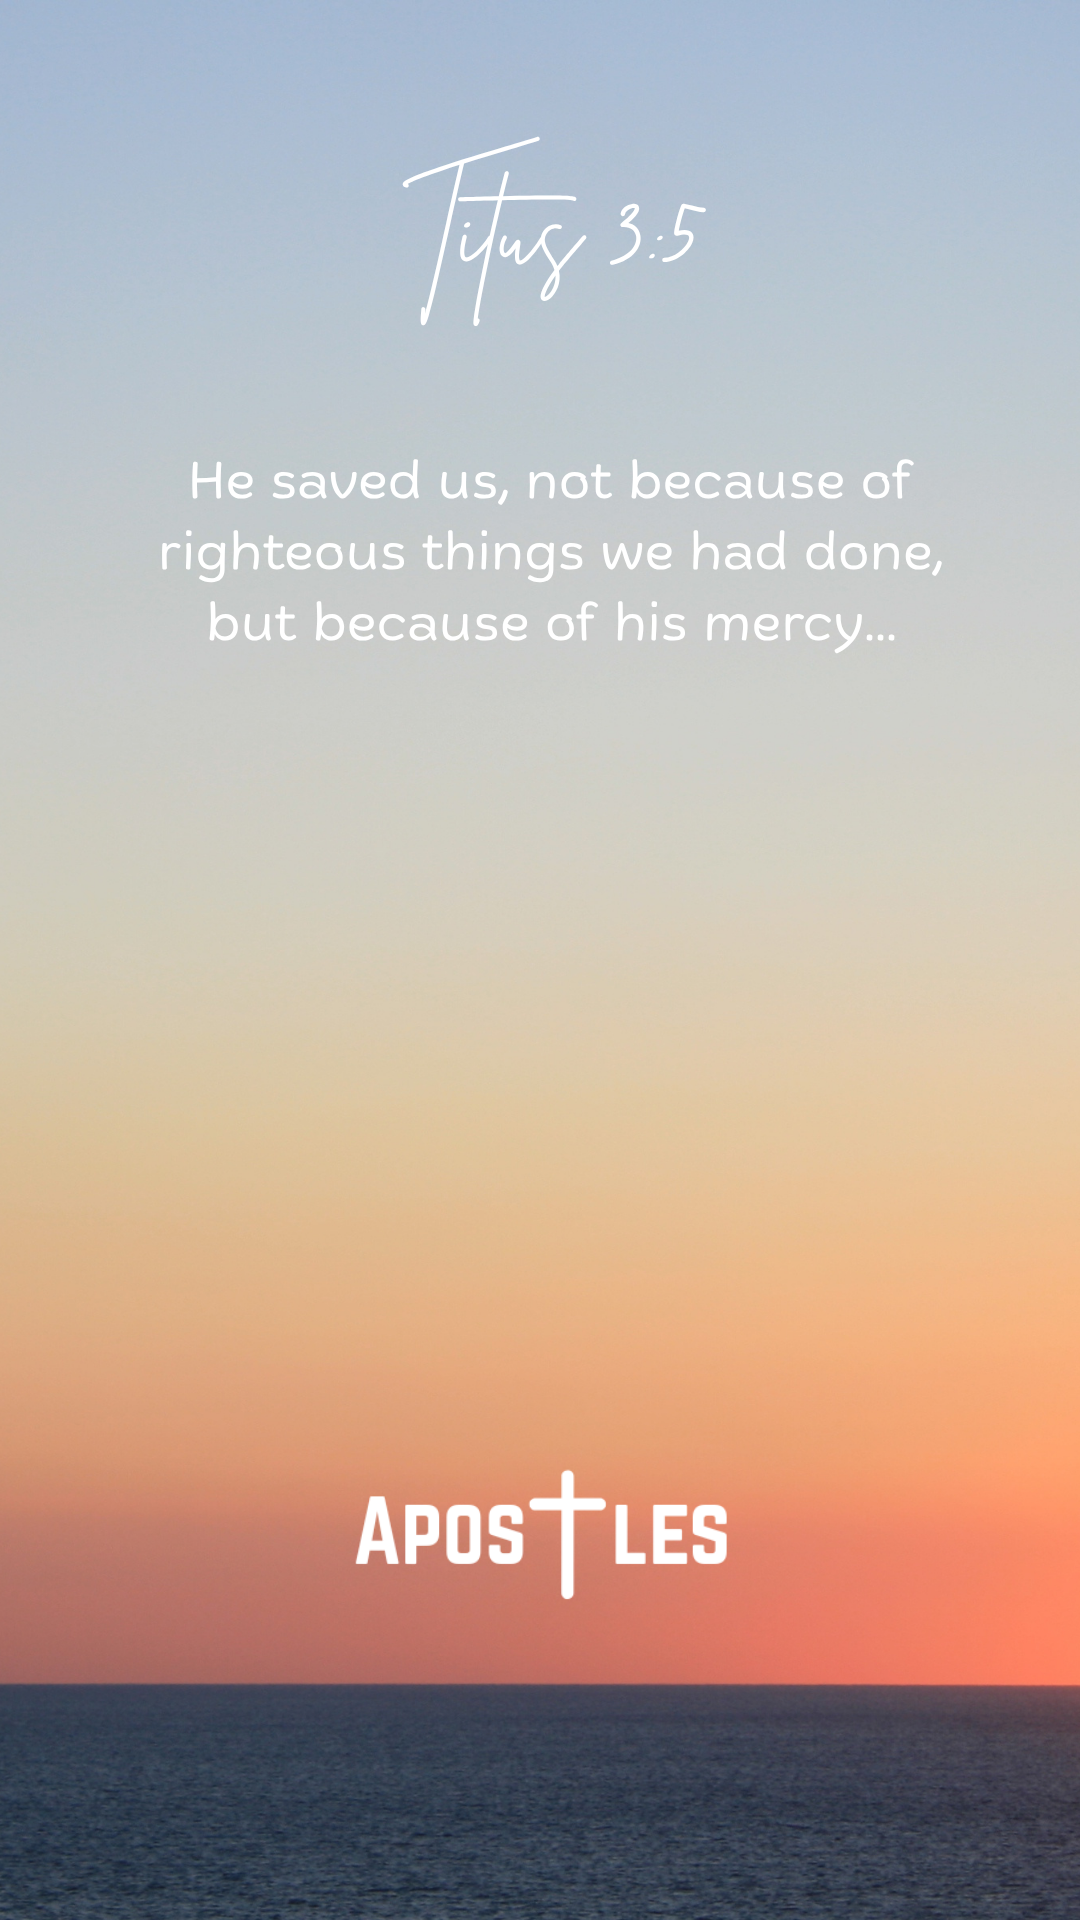 Titus 3:5
He saved us, not because of
righteous things we had done,
but because of his mercy...
APOSTLES